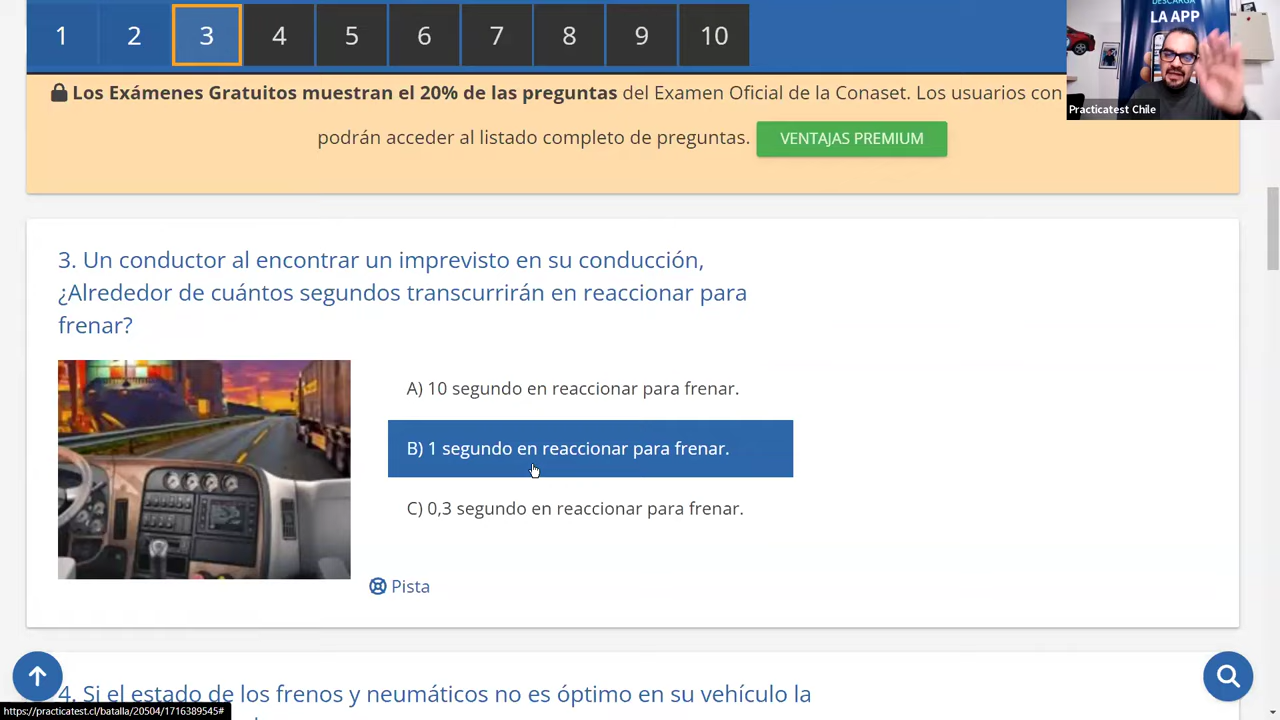 1 2 3 4 5 6 7 8 9 10
DESCARGA
LA APP
Practicatest Chile
Los Exámenes Gratuitos muestran el 20% de las preguntas del Examen Oficial de la Conaset. Los usuarios con
podrán acceder al listado completo de preguntas. VENTAJAS PREMIUM
3. Un conductor al encontrar un imprevisto en su conducción,
¿Alrededor de cuántos segundos transcurrirán en reaccionar para
frenar?
A) 10 segundo en reaccionar para frenar.
B) 1 segundo en reaccionar para frenar.
C) 0,3 segundo en reaccionar para frenar.
Pista
4. Si el estado de los frenos y neumáticos no es óptimo en su vehículo la
https://practicatest.cl/batalla/20504/1716389545#